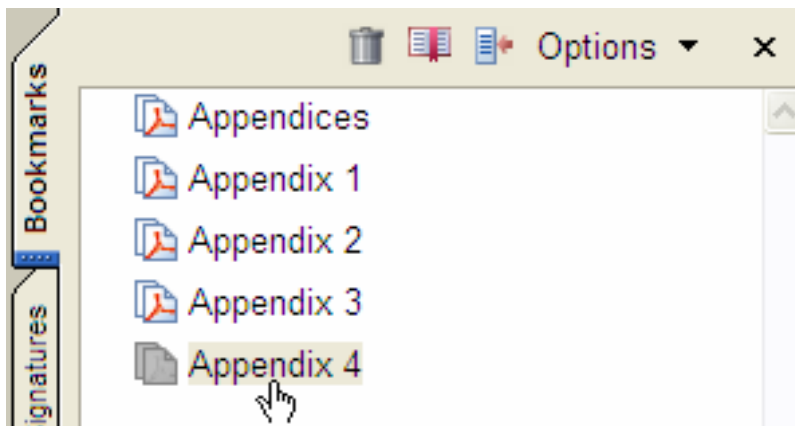 Options
Bookmarks
Appendices
Appendix 1
Appendix 2
Appendix 3
Appendix 4
ignatures